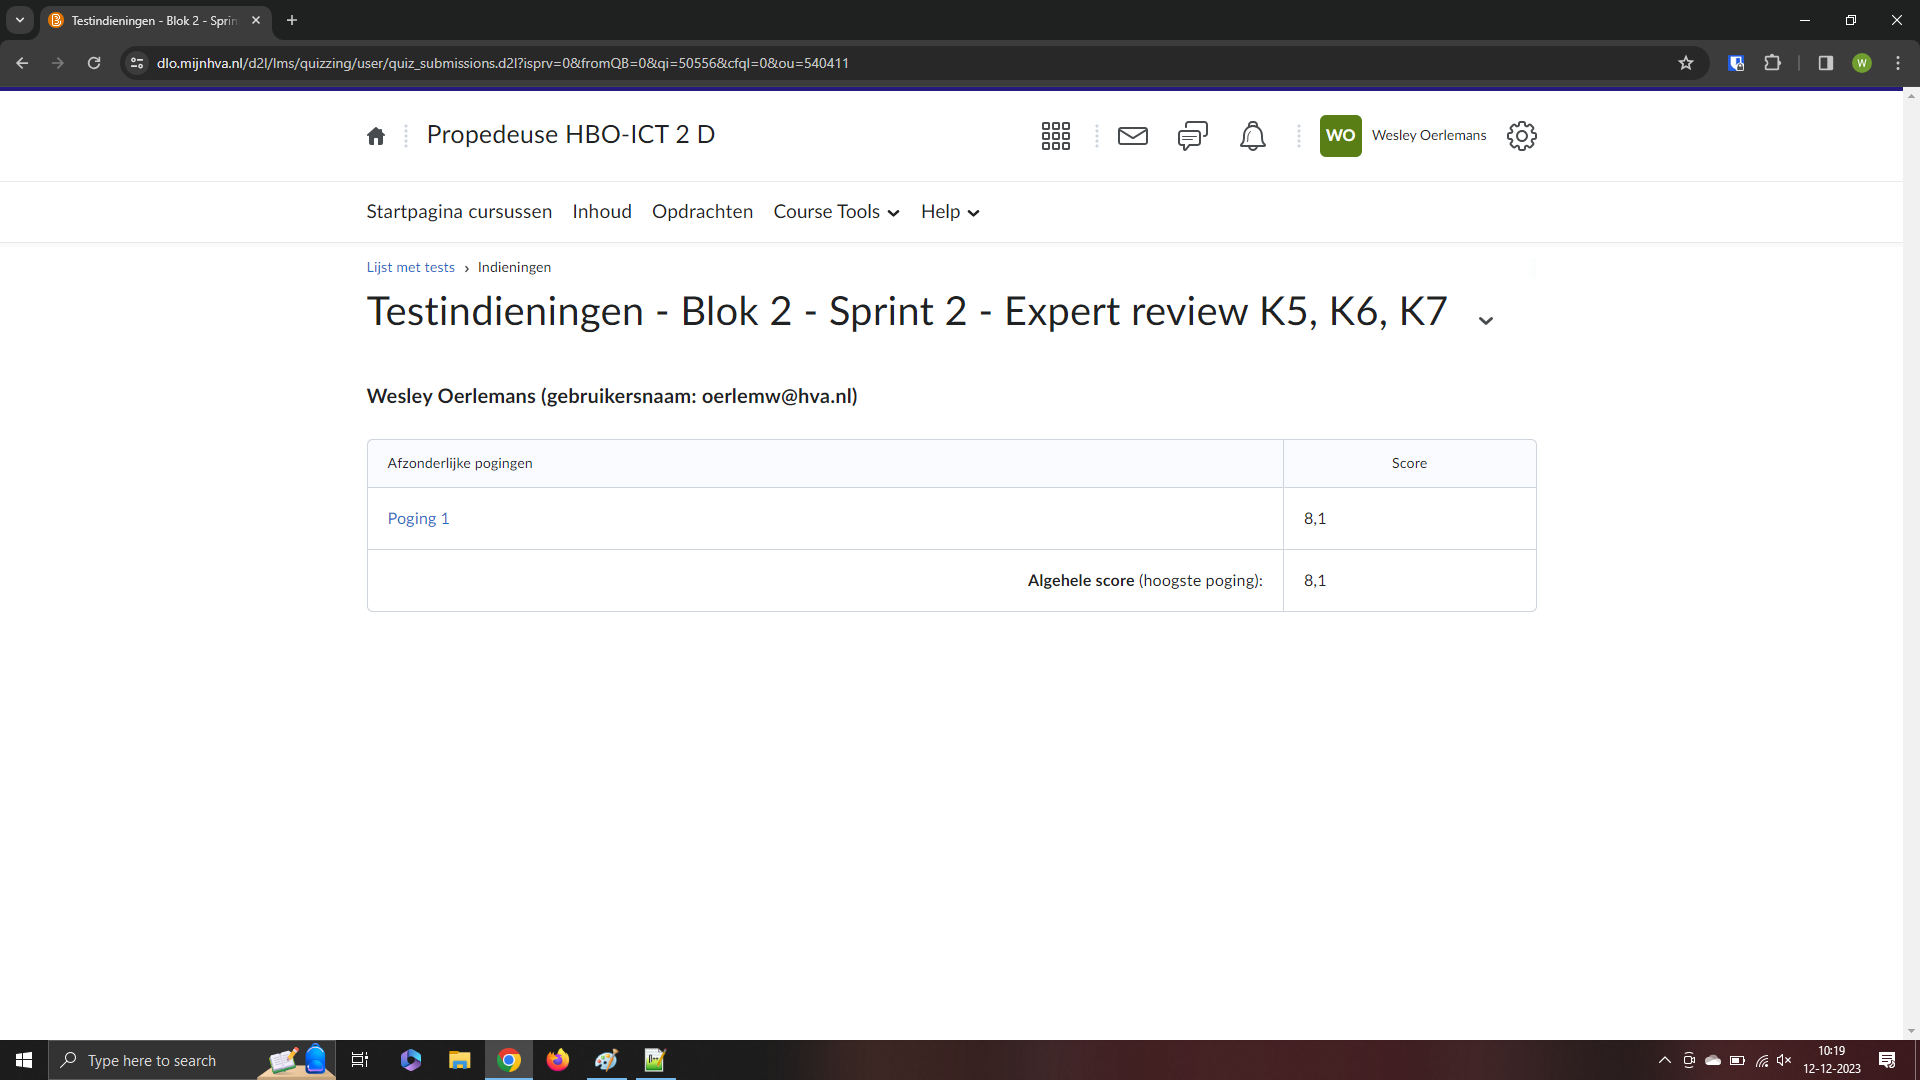 Testindieningen - Blok 2 - Sprin
dlo.mijnhva.nl/d2l/lms/quizzing/user/quiz_submissions.d2l?isprv=0&fromQB=0&qi=50556&cfql=0&ou=540411
W
Propedeuse HBO-ICT 2 D
WO
Wesley Oerlemans
Startpagina cursussen Inhoud Opdrachten Course Tools Help
Lijst met tests › Indieningen
Testindieningen - Blok 2 - Sprint 2 - Expert review K5, K6, K7
Wesley Oerlemans (gebruikersnaam: oerlemw@hva.nl)
Afzonderlijke pogingen Score
Poging 1 8,1
Algehele score (hoogste poging): 8,1
Type here to search
10:19
12-12-2023